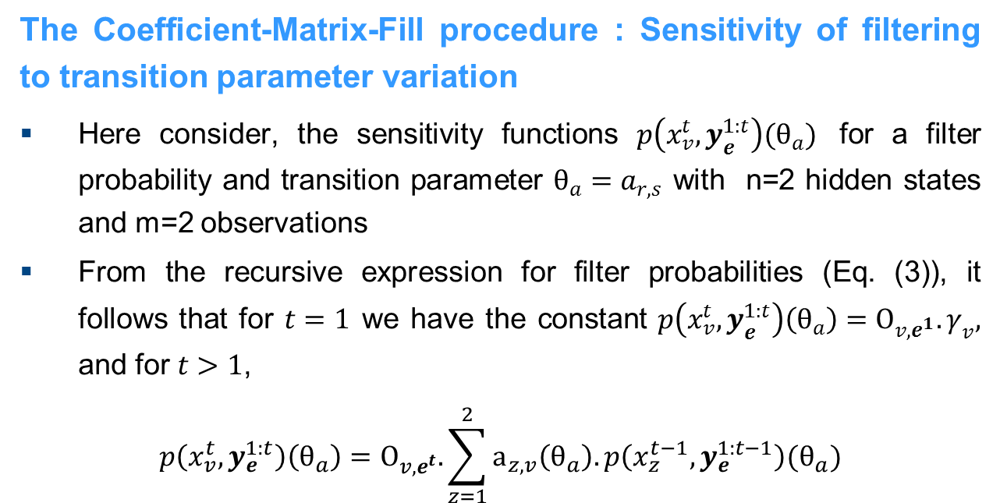 The Coefficient-Matrix-Fill procedure : Sensitivity of filtering
to transition parameter variation
▪ Here consider, the sensitivity functions $p(x_v^t, \boldsymbol{y}_{\boldsymbol{e}}^{1:t})(\theta_a)$ for a filter
probability and transition parameter $\theta_a = a_{r,s}$ with n=2 hidden states
and m=2 observations
▪ From the recursive expression for filter probabilities (Eq. (3)), it
follows that for $t = 1$ we have the constant $p(x_v^t, \boldsymbol{y}_{\boldsymbol{e}}^{1:t})(\theta_a) = \mathrm{O}_{v,\boldsymbol{e}^{\boldsymbol{1}}}.\gamma_v$,
and for $t > 1$,
$p(x_v^t, \boldsymbol{y}_{\boldsymbol{e}}^{1:t})(\theta_a) = \mathrm{O}_{v,\boldsymbol{e}^{\boldsymbol{t}}}.\sum_{z=1}^{2} \mathrm{a}_{z,v}(\theta_a).p(x_z^{t-1}, \boldsymbol{y}_{\boldsymbol{e}}^{1:t-1})(\theta_a)$